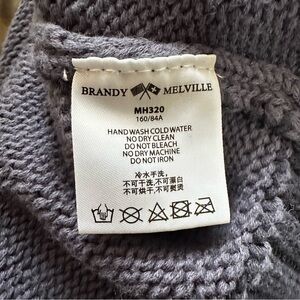 BRANDY MELVILLE
MH320
160/84A
HAND WASH COLD WATER
NO DRY CLEAN
DO NOT BLEACH
NO DRY MACHINE
DO NOT IRON
冷水手洗,
不可干洗,不可漂白
不可烘干,不可熨烫